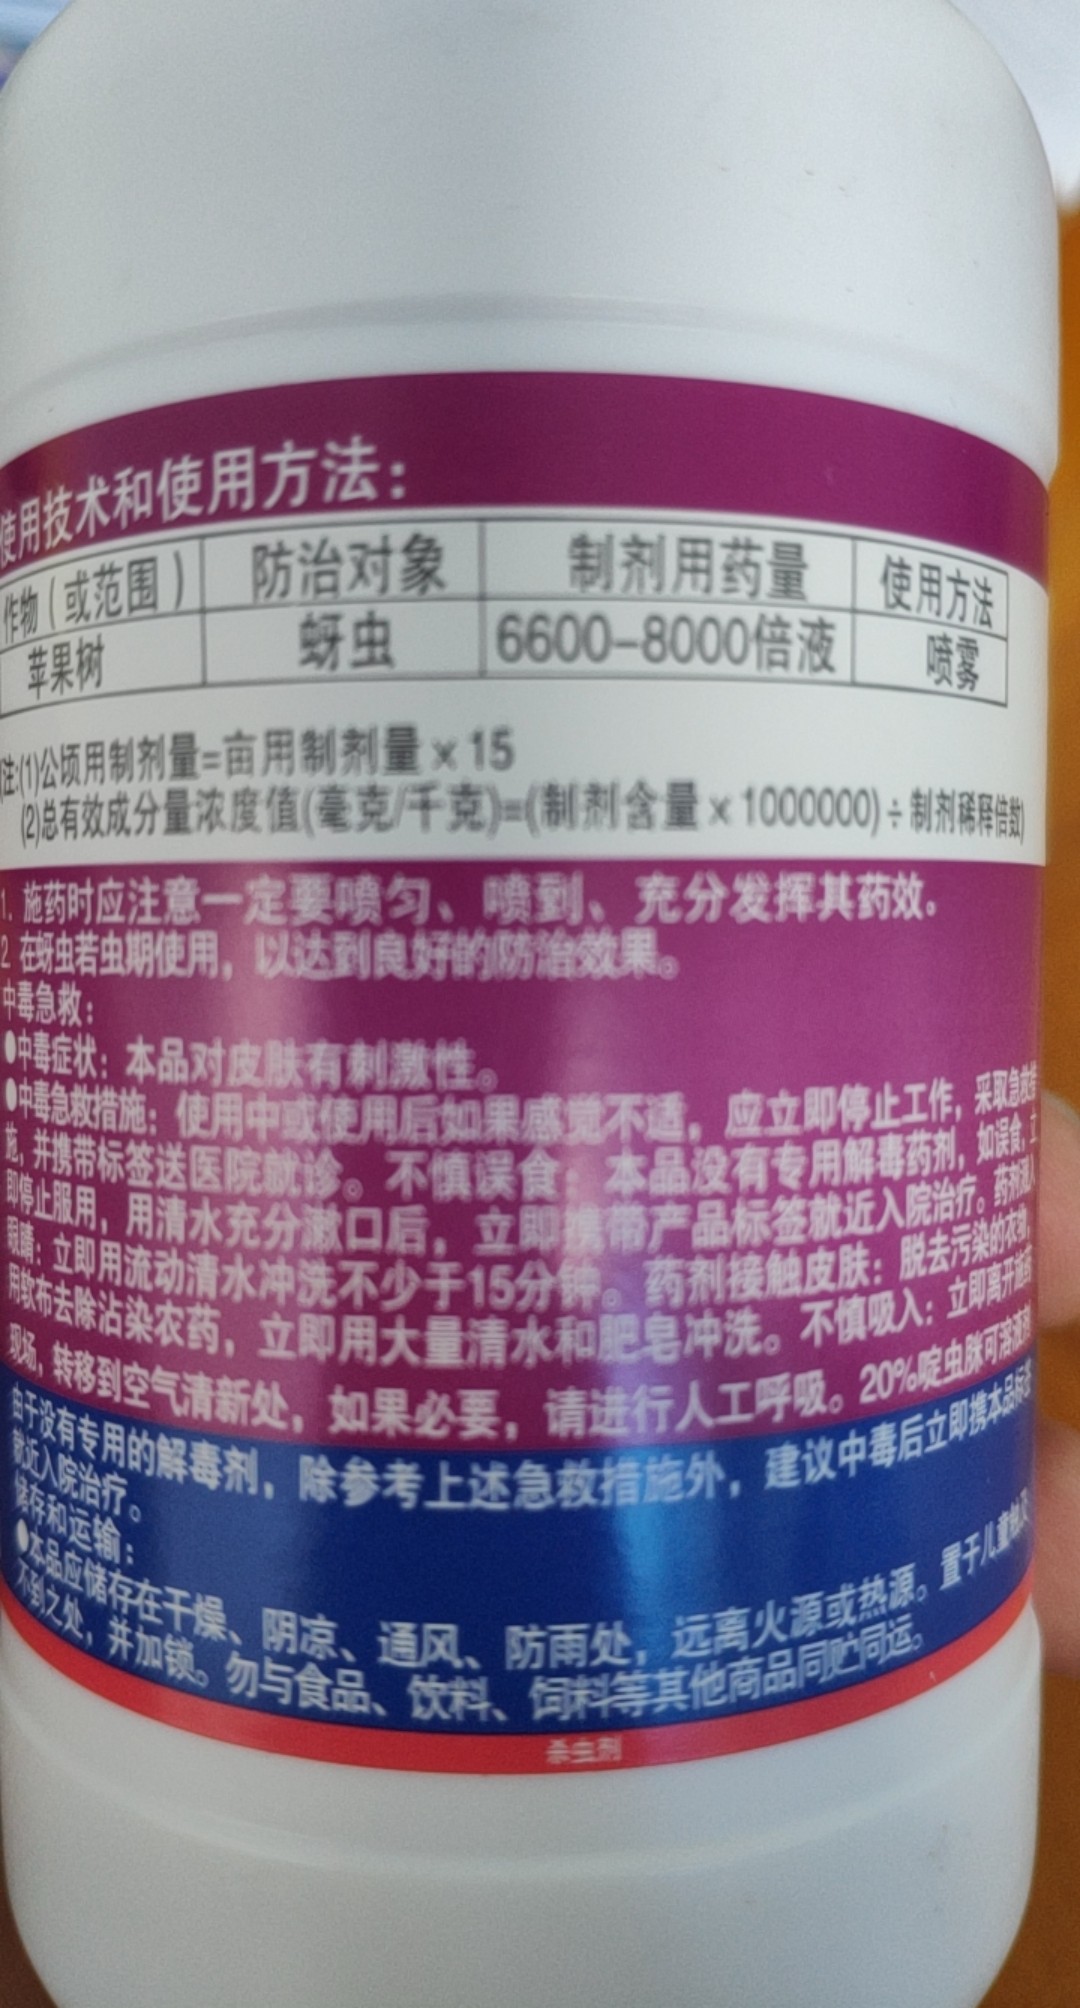 使用技术和使用方法：
作物（或范围） 防治对象 制剂用药量 使用方法
苹果树 蚜虫 6600-8000倍液 喷雾
注:(1)公顷用制剂量=亩用制剂量×15
(2)总有效成分量浓度值(毫克/千克)=(制剂含量×1000000)÷制剂稀释倍数)
1. 施药时应注意一定要喷匀、喷到、充分发挥其药效。
2 在蚜虫若虫期使用，以达到良好的防治效果。
中毒急救：
●中毒症状：本品对皮肤有刺激性。
●中毒急救措施：使用中或使用后如果感觉不适，应立即停止工作，采取急救措
施，并携带标签送医院就诊。不慎误食：本品没有专用解毒药剂，如误食，立
即停止服用，用清水充分漱口后，立即携带产品标签就近入院治疗。药剂溅入
眼睛：立即用流动清水冲洗不少于15分钟。药剂接触皮肤：脱去污染的衣物，
用软布去除沾染农药，立即用大量清水和肥皂冲洗。不慎吸入：立即离开施药
现场，转移到空气清新处，如果必要，请进行人工呼吸。20%啶虫脒可溶液剂
由于没有专用的解毒剂，除参考上述急救措施外，建议中毒后立即携本品标签
就近入院治疗。
储存和运输：
●本品应储存在干燥、阴凉、通风、防雨处，远离火源或热源。置于儿童触及
不到之处，并加锁。勿与食品、饮料、饲料等其他商品同贮同运。
杀虫剂